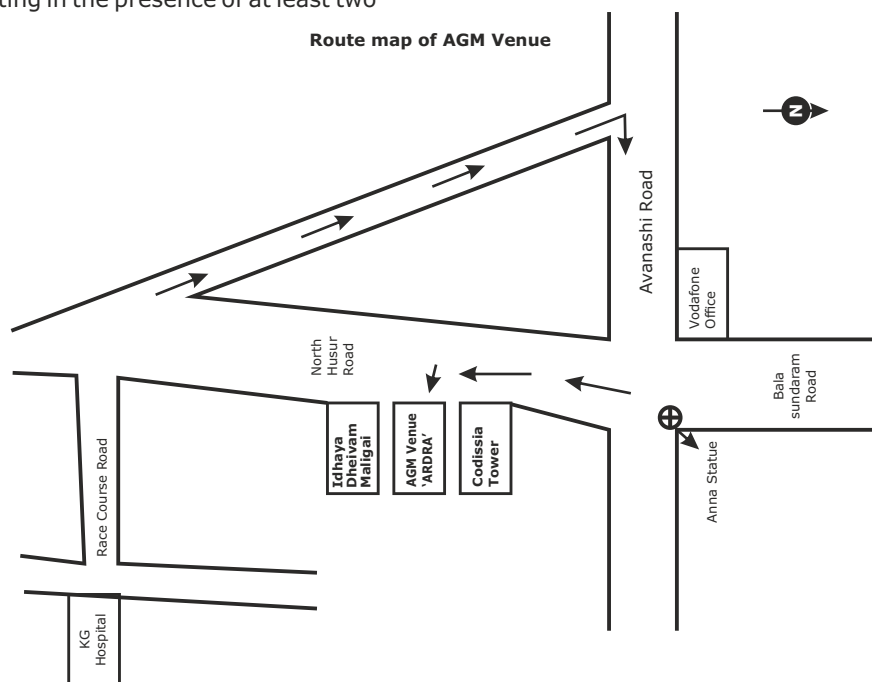 ting in the presence of at least two
Route map of AGM Venue
N
Avanashi Road
Vodafone
Office
North
Husur
Road
Bala
sundaram
Road
Idhaya
Dheivam
Maligai
AGM Venue
‘ARDRA’
Codissia
Tower
Race Course Road
Anna Statue
KG
Hospital